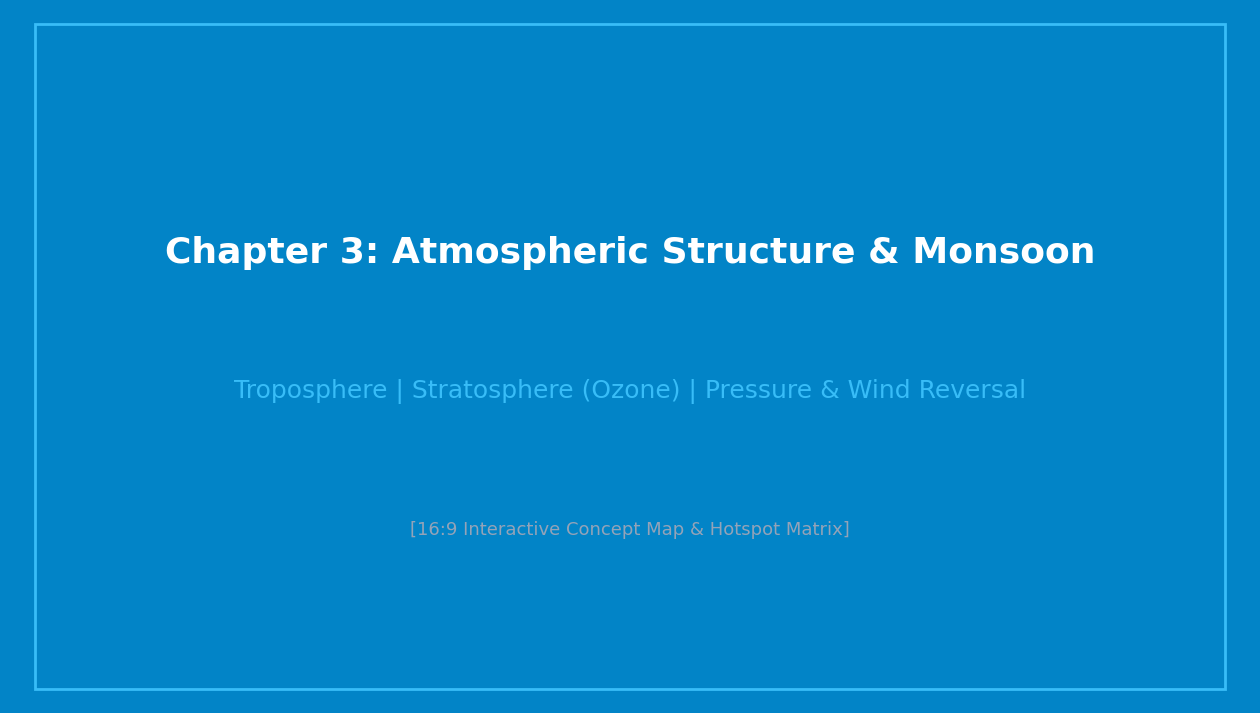 Chapter 3: Atmospheric Structure & Monsoon
Troposphere | Stratosphere (Ozone) | Pressure & Wind Reversal
[16:9 Interactive Concept Map & Hotspot Matrix]